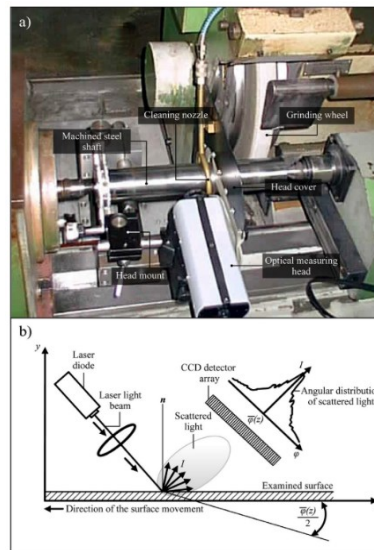 a)
Cleaning nozzle
Grinding wheel
Machined steel
shaft
Head cover
Head mount
Optical measuring
head
b)
y
Laser
diode
Laser light
beam
n
Scattered
light
I
CCD detector
array
φ(z)
I
Angular distribution
of scattered light
φ
Examined surface
Direction of the surface movement
φ(z)
2